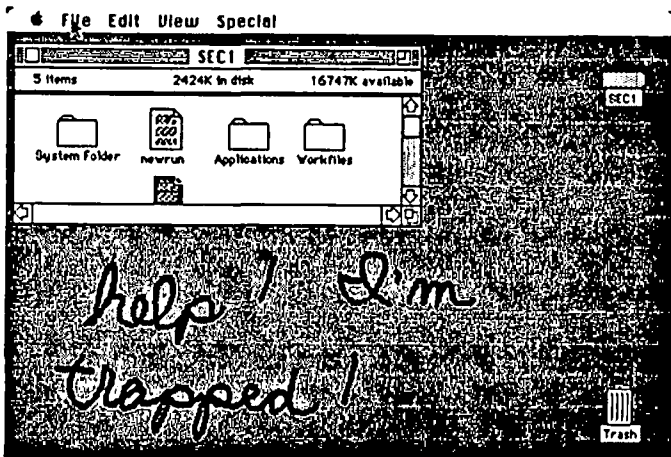 File Edit View Special
SEC1
5 items 2424K in disk 16747K available
SEC1
System Folder newrun Applications Workfiles
help! I'm
trapped!
Trash